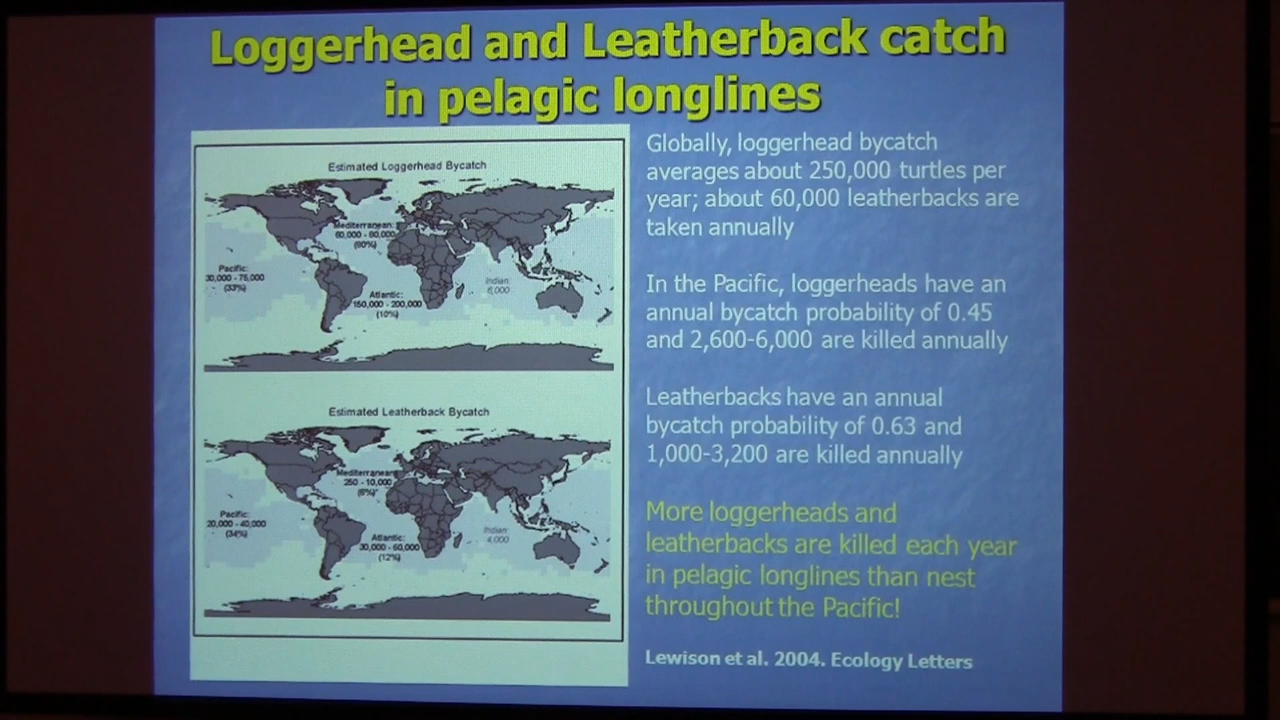 Loggerhead and Leatherback catch
in pelagic longlines
Estimated Loggerhead Bycatch
Mediterranean:
60,000 - 80,000
Pacific:
30,000 - 75,000
(33%)
Atlantic:
150,000 - 200,000
(10%)
Indian:
6,000
Estimated Leatherback Bycatch
Mediterranean:
250 - 10,000
Pacific:
20,000 - 40,000
(34%)
Atlantic:
30,000 - 60,000
(12%)
Indian:
4,000
Globally, loggerhead bycatch
averages about 250,000 turtles per
year; about 60,000 leatherbacks are
taken annually
In the Pacific, loggerheads have an
annual bycatch probability of 0.45
and 2,600-6,000 are killed annually
Leatherbacks have an annual
bycatch probability of 0.63 and
1,000-3,200 are killed annually
More loggerheads and
leatherbacks are killed each year
in pelagic longlines than nest
throughout the Pacific!
Lewison et al. 2004. Ecology Letters